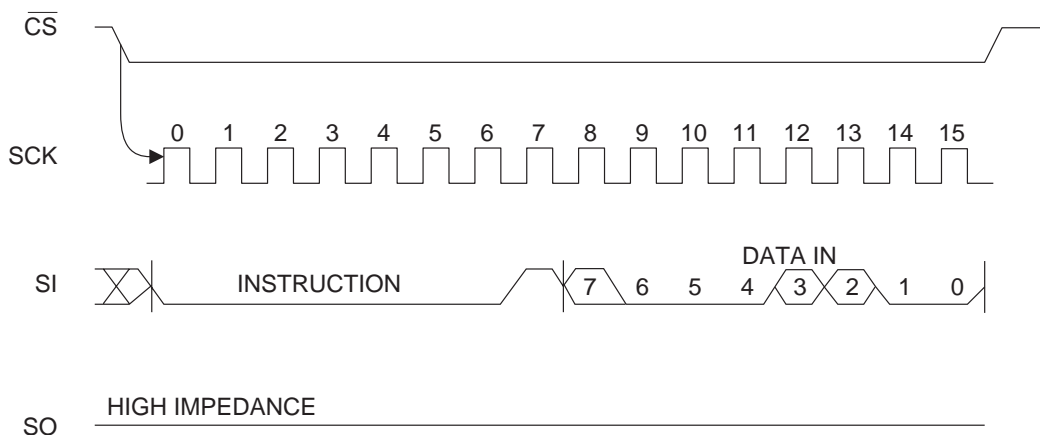 CS
0 1 2 3 4 5 6 7 8 9 10 11 12 13 14 15
SCK
DATA IN
SI INSTRUCTION 7 6 5 4 3 2 1 0
HIGH IMPEDANCE
SO